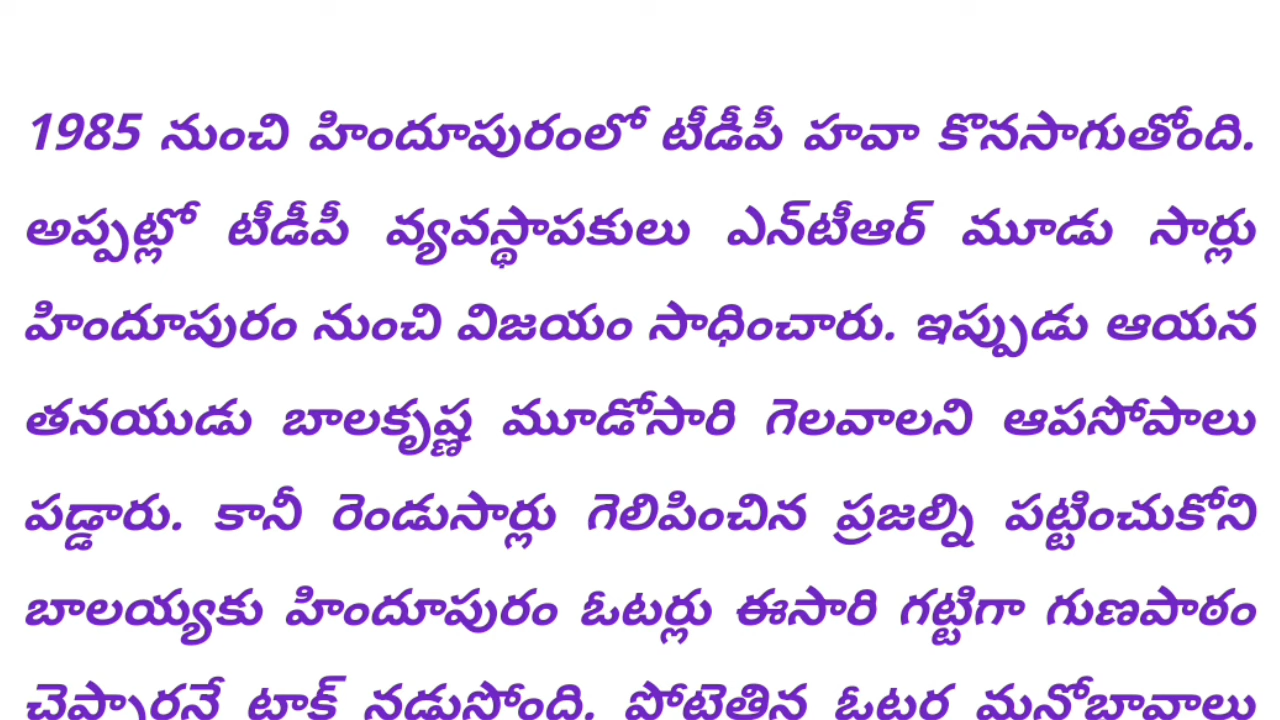 1985 నుంచి హిందూపురంలో టీడీపీ హవా కొనసాగుతోంది.
అప్పట్లో టీడీపీ వ్యవస్థాపకులు ఎన్‌టీఆర్ మూడు సార్లు
హిందూపురం నుంచి విజయం సాధించారు. ఇప్పుడు ఆయన
తనయుడు బాలకృష్ణ మూడోసారి గెలవాలని ఆపసోపాలు
పడ్డారు. కానీ రెండుసార్లు గెలిపించిన ప్రజల్ని పట్టించుకోని
బాలయ్యకు హిందూపురం ఓటర్లు ఈసారి గట్టిగా గుణపాఠం
చెప్పారనే టాక్ నడుస్తోంది. పోటెత్తిన ఓటర్ల మనోభావాలు